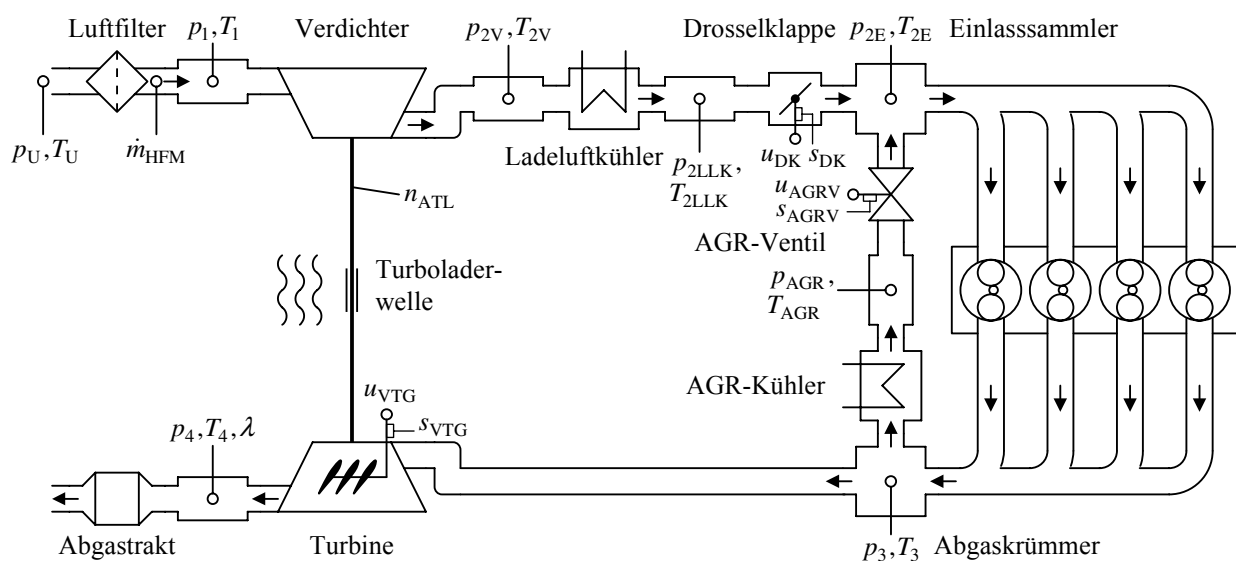 Luftfilter
p₁,T₁
Verdichter
p₂V,T₂V
Drosselklappe
p₂E,T₂E
Einlasssammler
pU,TU
ṁHFM
Ladeluftkühler
p₂LLK,
T₂LLK
uDK
sDK
nATL
uAGRV
sAGRV
AGR-Ventil
Turbolader-
welle
pAGR,
TAGR
AGR-Kühler
uVTG
sVTG
p₄,T₄,λ
Abgastrakt
Turbine
p₃,T₃
Abgaskrümmer